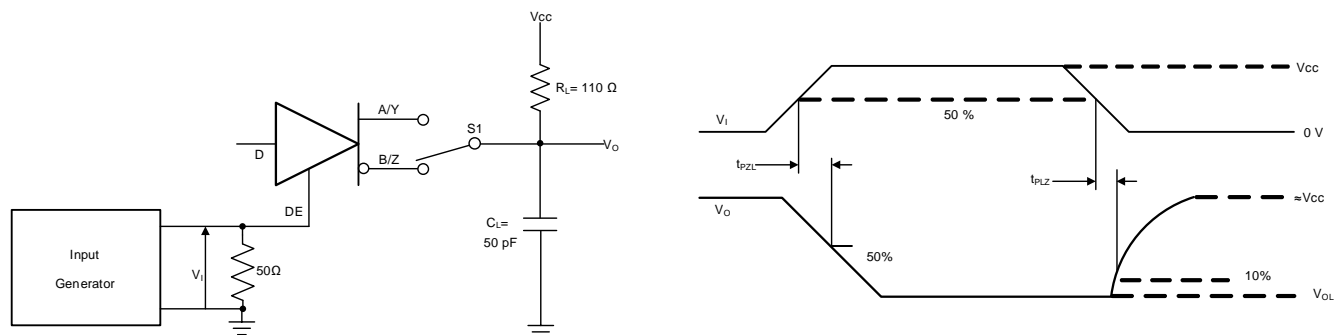 Vcc
RL= 110 Ω
A/Y
S1
VO
D
B/Z
DE
CL=
50 pF
Input
Generator
VI
50Ω
Vcc
VI
50 %
0 V
tPZL
tPLZ
VO
≈Vcc
50%
10%
VOL